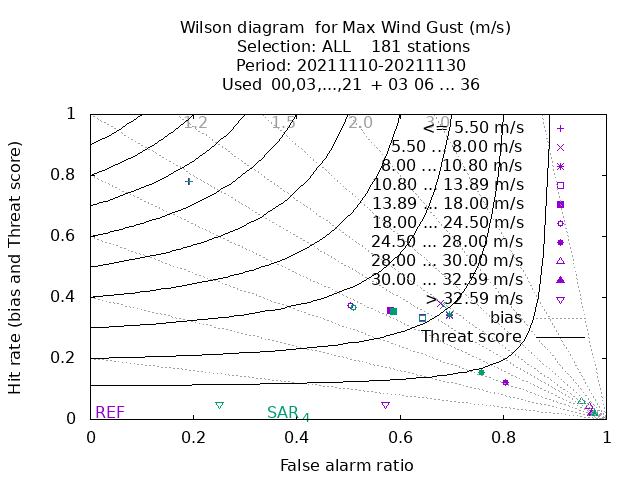 Wilson diagram  for Max Wind Gust (m/s)
Selection: ALL    181 stations
Period: 20211110-20211130
Used  00,03,...,21  + 03 06 ... 36
Hit rate (bias and Threat score)
1
0.8
0.6
0.4
0.2
0
1.2
1.5
2.0
3.0
<= 5.50 m/s
5.50 ... 8.00 m/s
8.00 ... 10.80 m/s
10.80 ... 13.89 m/s
13.89 ... 18.00 m/s
18.00 ... 24.50 m/s
24.50 ... 28.00 m/s
28.00 ... 30.00 m/s
30.00 ... 32.59 m/s
> 32.59 m/s
bias
Threat score
REF
SAR_4
0
0.2
0.4
0.6
0.8
1
False alarm ratio